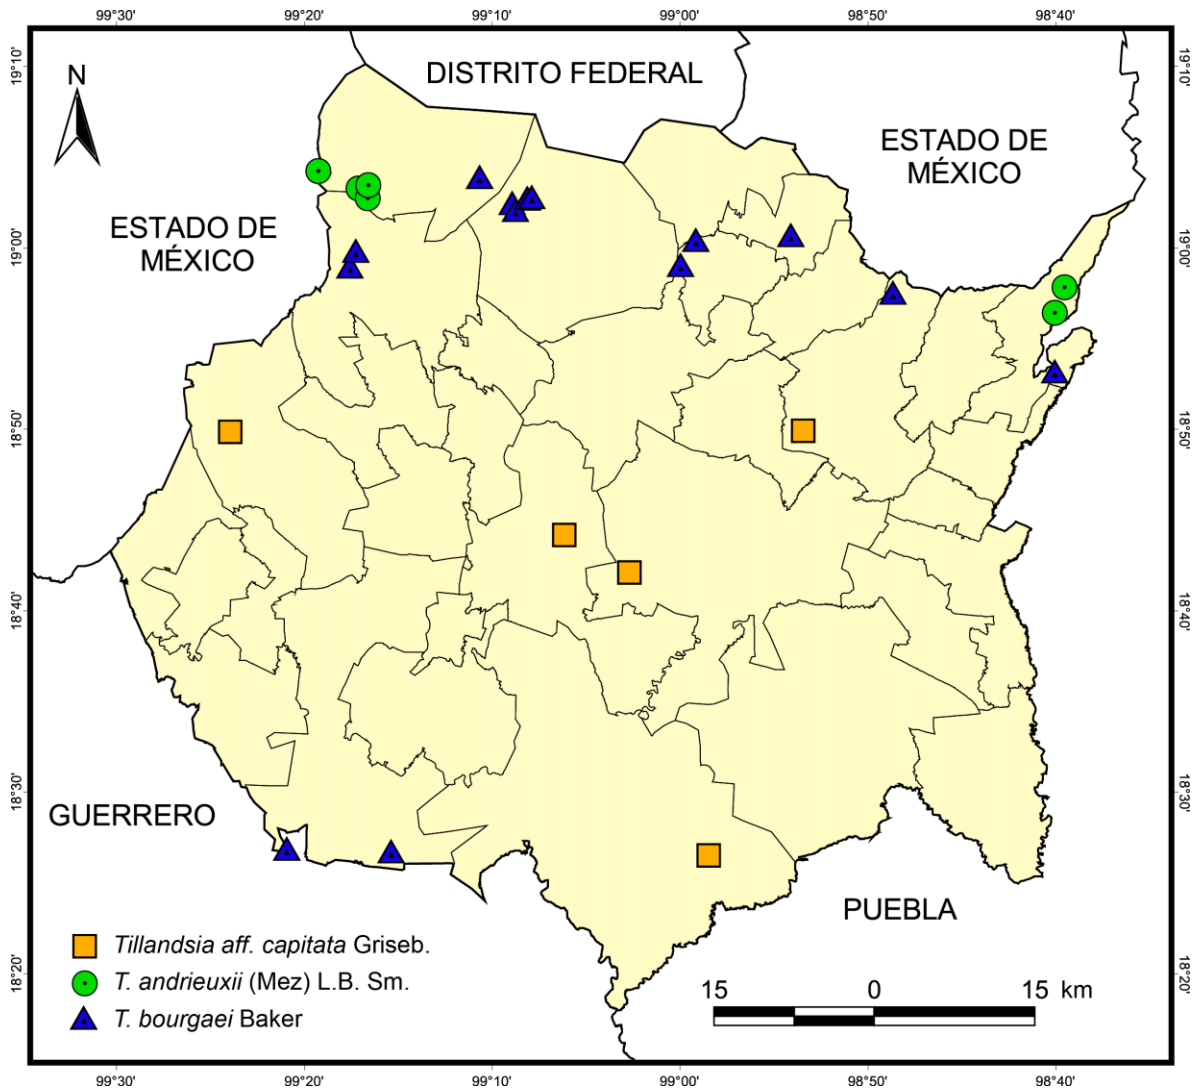 99°30' 99°20' 99°10' 99°00' 98°50' 98°40'
19°10' 19°10'
N
DISTRITO FEDERAL
ESTADO DE
MÉXICO
ESTADO DE
MÉXICO
19°00' 19°00'
18°50' 18°50'
18°40' 18°40'
18°30' 18°30'
GUERRERO
PUEBLA
Tillandsia aff. capitata Griseb.
T. andrieuxii (Mez) L.B. Sm.
T. bourgaei Baker
18°20' 18°20'
15 0 15 km
99°30' 99°20' 99°10' 99°00' 98°50' 98°40'